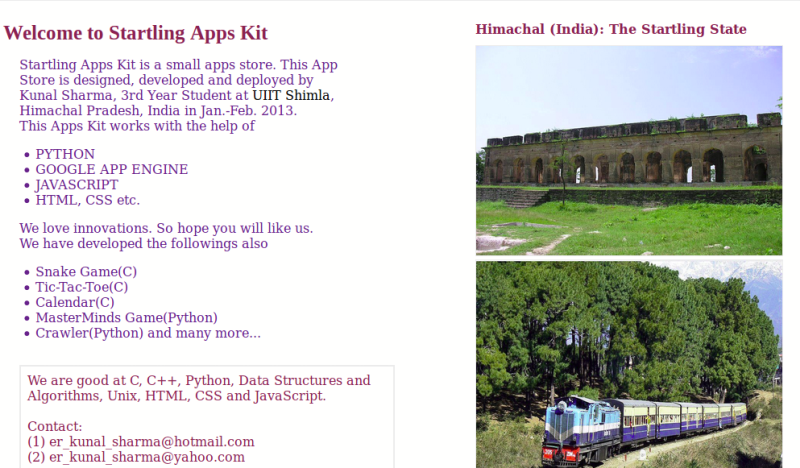 Welcome to Startling Apps Kit
Startling Apps Kit is a small apps store. This App
Store is designed, developed and deployed by
Kunal Sharma, 3rd Year Student at UIIT Shimla,
Himachal Pradesh, India in Jan.-Feb. 2013.
This Apps Kit works with the help of
• PYTHON
• GOOGLE APP ENGINE
• JAVASCRIPT
• HTML, CSS etc.
We love innovations. So hope you will like us.
We have developed the followings also
• Snake Game(C)
• Tic-Tac-Toe(C)
• Calendar(C)
• MasterMinds Game(Python)
• Crawler(Python) and many more...
We are good at C, C++, Python, Data Structures and
Algorithms, Unix, HTML, CSS and JavaScript.
Contact:
(1) er_kunal_sharma@hotmail.com
(2) er_kunal_sharma@yahoo.com
Himachal (India): The Startling State